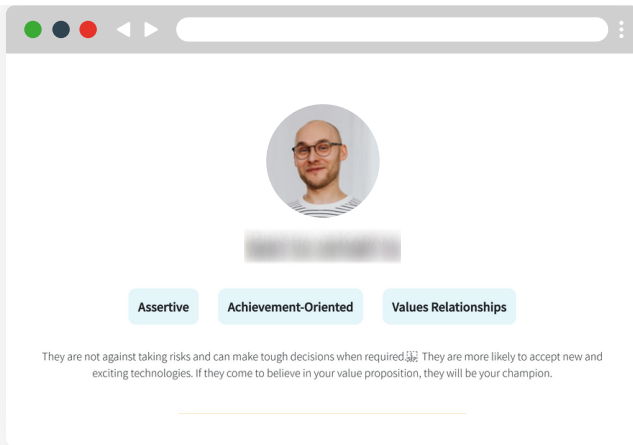 Assertive Achievement-Oriented Values Relationships
They are not against taking risks and can make tough decisions when required. They are more likely to accept new and
exciting technologies. If they come to believe in your value proposition, they will be your champion.